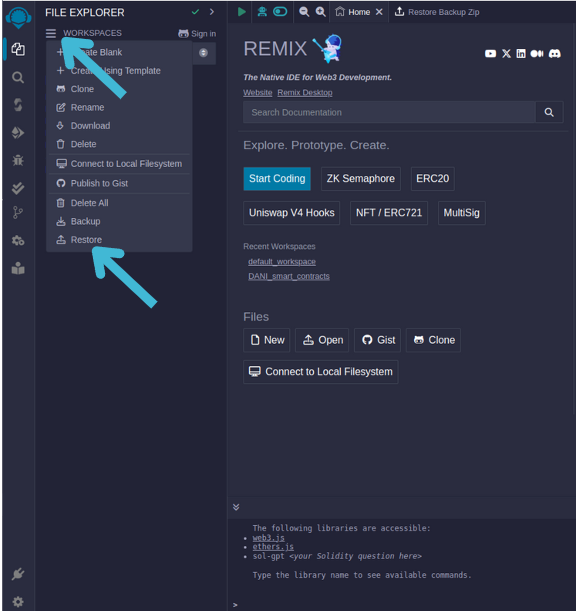 FILE EXPLORER
Home
Restore Backup Zip
WORKSPACES
Sign in
Create Blank
Create Using Template
Clone
Rename
Download
Delete
Connect to Local Filesystem
Publish to Gist
Delete All
Backup
Restore
REMIX
The Native IDE for Web3 Development.
Website Remix Desktop
Search Documentation
Explore. Prototype. Create.
Start Coding ZK Semaphore ERC20
Uniswap V4 Hooks NFT / ERC721 MultiSig
Recent Workspaces
default_workspace
DANI_smart_contracts
Files
New Open Gist Clone
Connect to Local Filesystem
The following libraries are accessible:
• web3.js
• ethers.js
• sol-gpt <your Solidity question here>
Type the library name to see available commands.
>